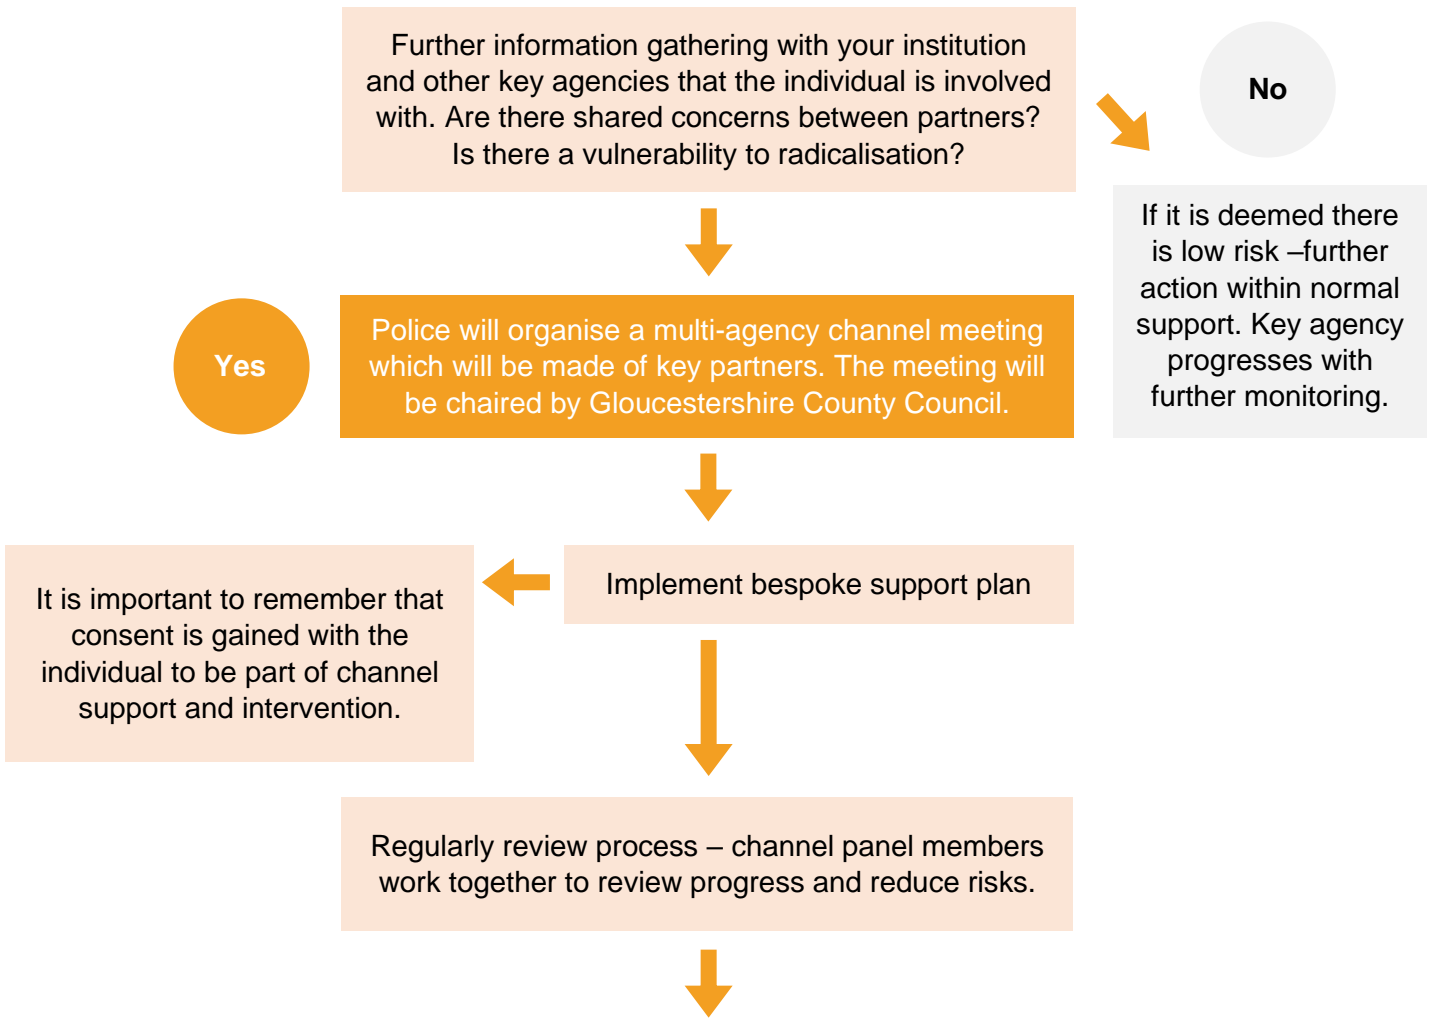 Further information gathering with your institution
and other key agencies that the individual is involved
with. Are there shared concerns between partners?
Is there a vulnerability to radicalisation?
No
If it is deemed there
is low risk –further
action within normal
support. Key agency
progresses with
further monitoring.
Yes
Police will organise a multi-agency channel meeting
which will be made of key partners. The meeting will
be chaired by Gloucestershire County Council.
Implement bespoke support plan
It is important to remember that
consent is gained with the
individual to be part of channel
support and intervention.
Regularly review process – channel panel members
work together to review progress and reduce risks.